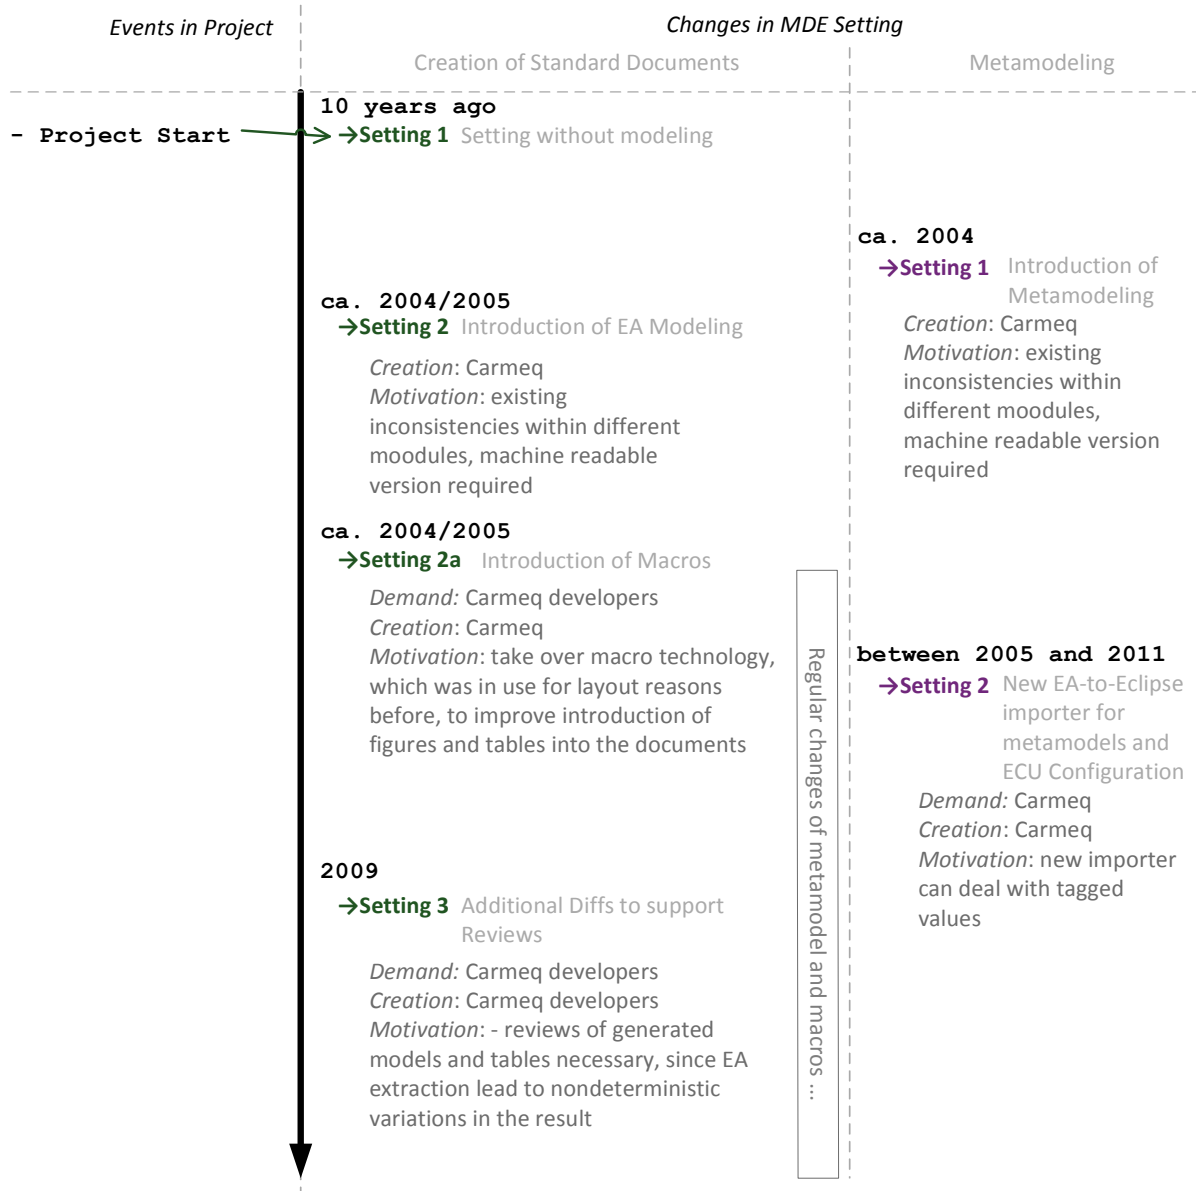 Events in Project
Changes in MDE Setting
Creation of Standard Documents
Metamodeling
10 years ago
- Project Start
→Setting 1 Setting without modeling
ca. 2004
→Setting 1 Introduction of
Metamodeling
Creation: Carmeq
Motivation: existing
inconsistencies within
different moodules,
machine readable version
required
ca. 2004/2005
→Setting 2 Introduction of EA Modeling
Creation: Carmeq
Motivation: existing
inconsistencies within different
moodules, machine readable
version required
ca. 2004/2005
→Setting 2a Introduction of Macros
Demand: Carmeq developers
Creation: Carmeq
Motivation: take over macro technology,
which was in use for layout reasons
before, to improve introduction of
figures and tables into the documents
Regular changes of metamodel and macros ...
between 2005 and 2011
→Setting 2 New EA-to-Eclipse
importer for
metamodels and
ECU Configuration
Demand: Carmeq
Creation: Carmeq
Motivation: new importer
can deal with tagged
values
2009
→Setting 3 Additional Diffs to support
Reviews
Demand: Carmeq developers
Creation: Carmeq developers
Motivation: - reviews of generated
models and tables necessary, since EA
extraction lead to nondeterministic
variations in the result